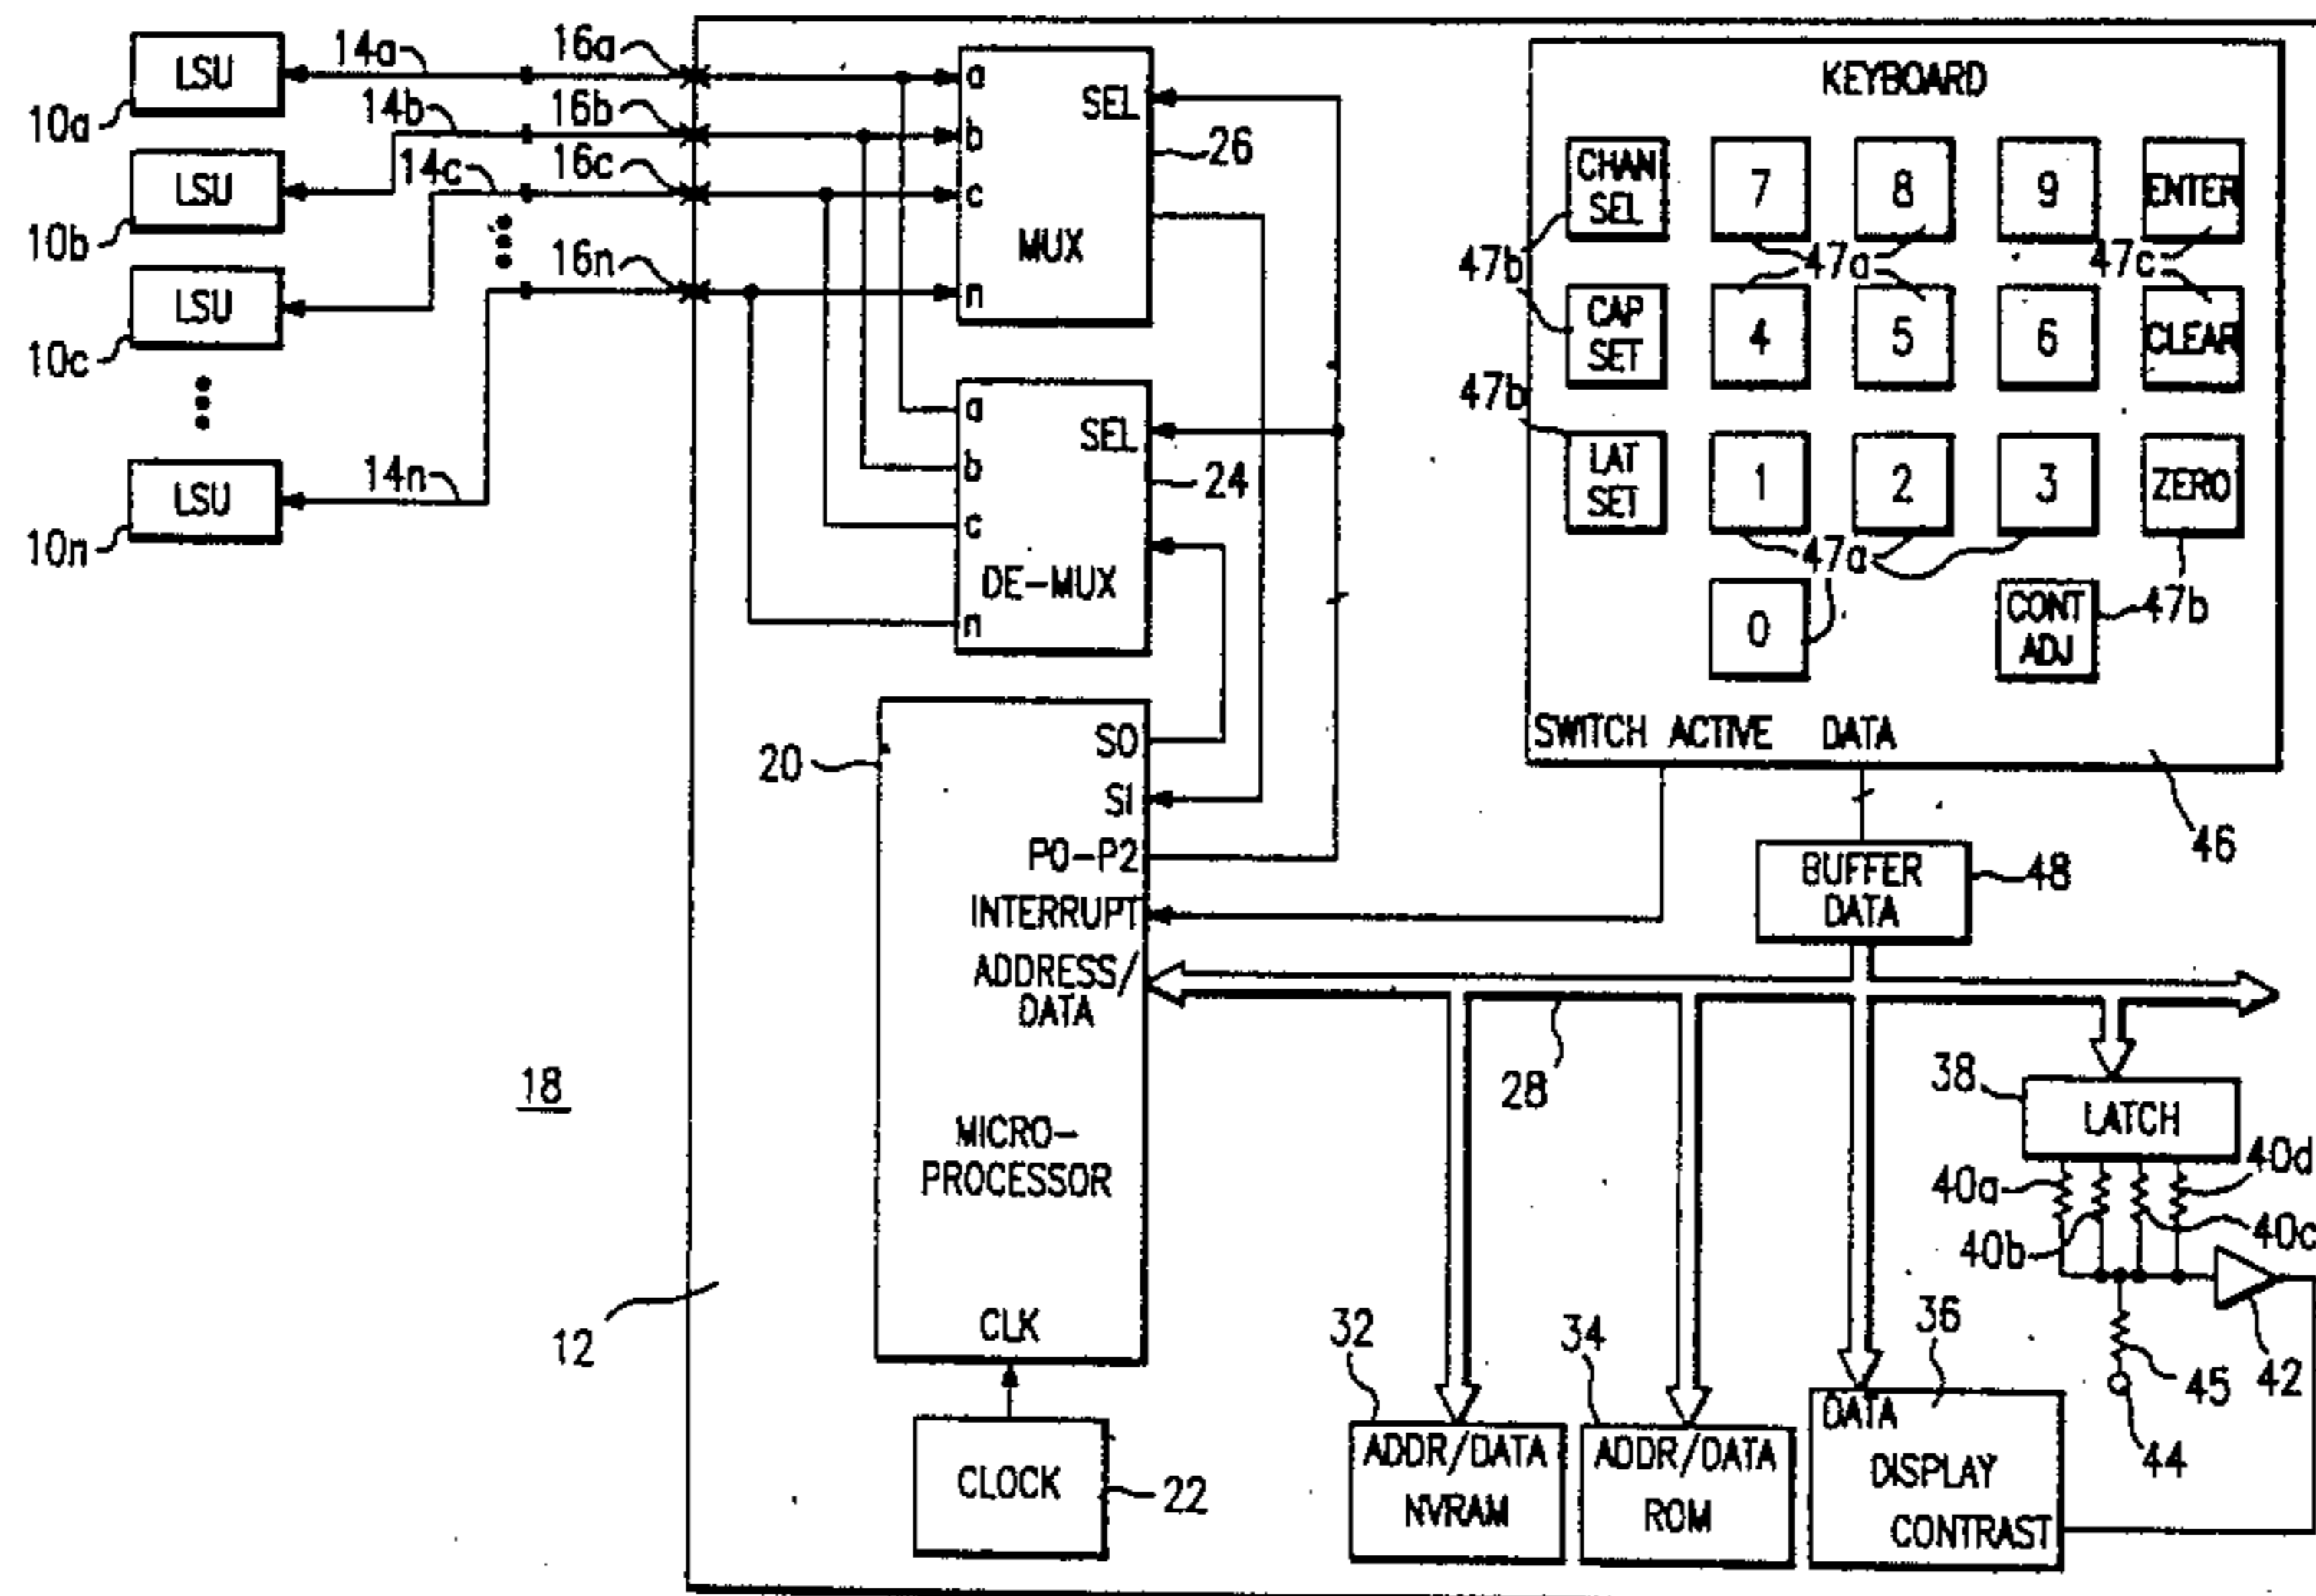 LSU
10a
14a
16a
LSU
10b
14b
16b
LSU
10c
14c
16c
LSU
10n
14n
16n
a
b
c
n
SEL
MUX
26
a
b
c
n
SEL
DE-MUX
24
20
SO
SI
PO-P2
INTERRUPT
ADDRESS/
DATA
MICRO-
PROCESSOR
CLK
CLOCK
22
18
12
KEYBOARD
CHAN
SEL
7
8
9
ENTER
47b
47a
47c
CAP
SET
4
5
6
CLEAR
47b
LAT
SET
1
2
3
ZERO
47a
0
CONT
ADJ
47b
SWITCH ACTIVE DATA
46
BUFFER
DATA
48
28
38
LATCH
40a
40b
40d
40c
42
45
44
32
ADDR/DATA
NVRAM
34
ADDR/DATA
ROM
36
DATA
DISPLAY
CONTRAST